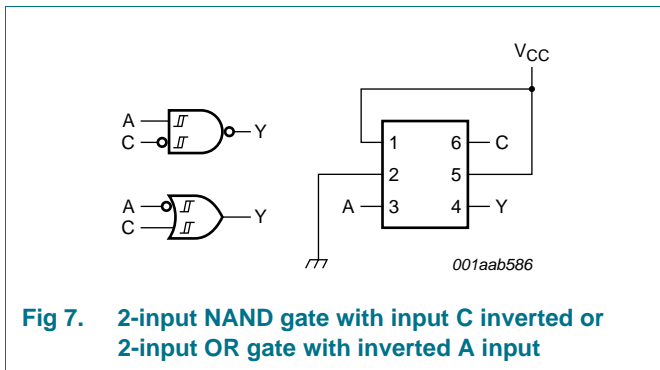 VCC
A
C
Y
A
C
Y
1
6
C
2
5
A
3
4
Y
001aab586
Fig 7. 2-input NAND gate with input C inverted or
2-input OR gate with inverted A input